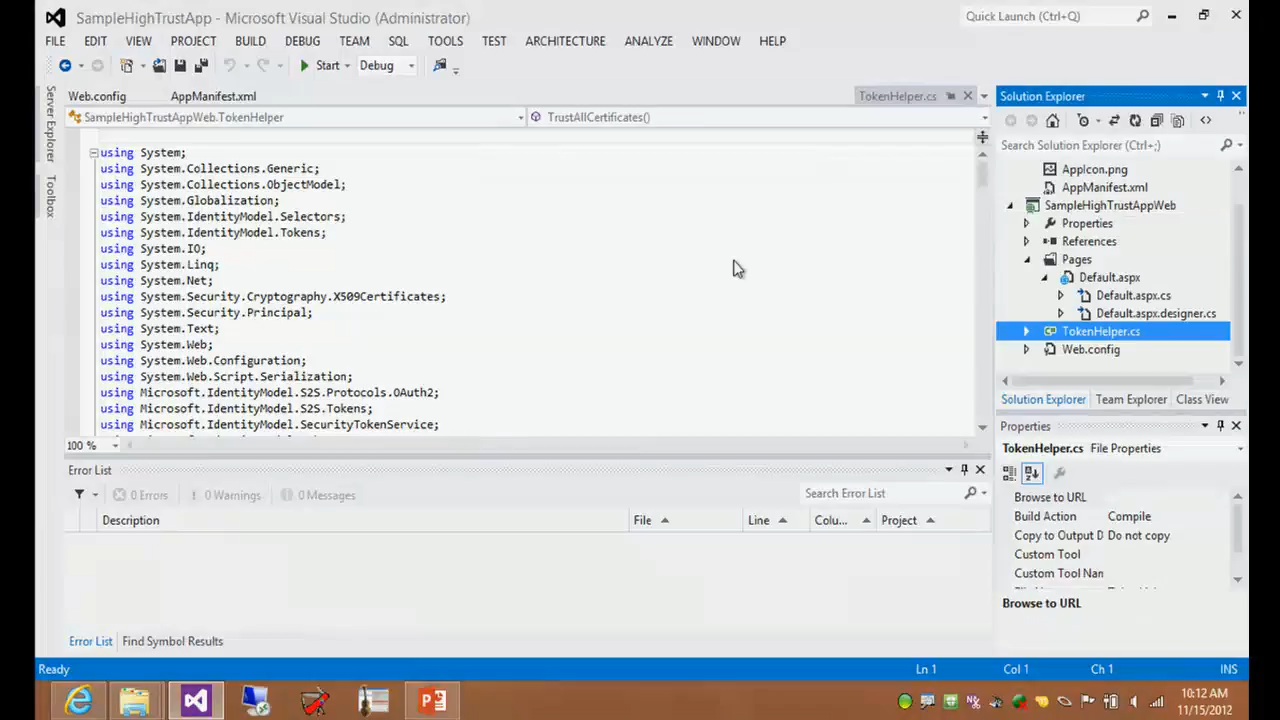 SampleHighTrustApp - Microsoft Visual Studio (Administrator)
Quick Launch (Ctrl+Q)
FILE EDIT VIEW PROJECT BUILD DEBUG TEAM SQL TOOLS TEST ARCHITECTURE ANALYZE WINDOW HELP
Start Debug
Server Explorer
Toolbox
Web.config AppManifest.xml TokenHelper.cs
SampleHighTrustAppWeb.TokenHelper TrustAllCertificates()
using System;
using System.Collections.Generic;
using System.Collections.ObjectModel;
using System.Globalization;
using System.IdentityModel.Selectors;
using System.IdentityModel.Tokens;
using System.IO;
using System.Linq;
using System.Net;
using System.Security.Cryptography.X509Certificates;
using System.Security.Principal;
using System.Text;
using System.Web;
using System.Web.Configuration;
using System.Web.Script.Serialization;
using Microsoft.IdentityModel.S2S.Protocols.OAuth2;
using Microsoft.IdentityModel.S2S.Tokens;
using Microsoft.IdentityModel.SecurityTokenService;
100 %
Error List
0 Errors 0 Warnings 0 Messages
Search Error List
Description File Line Colu... Project
Error List Find Symbol Results
Solution Explorer
Search Solution Explorer (Ctrl+;)
AppIcon.png
AppManifest.xml
SampleHighTrustAppWeb
Properties
References
Pages
Default.aspx
Default.aspx.cs
Default.aspx.designer.cs
TokenHelper.cs
Web.config
Solution Explorer Team Explorer Class View
Properties
TokenHelper.cs File Properties
Browse to URL
Build Action Compile
Copy to Output D Do not copy
Custom Tool
Custom Tool Nan
Browse to URL
Ready Ln 1 Col 1 Ch 1 INS
10:12 AM
11/15/2012